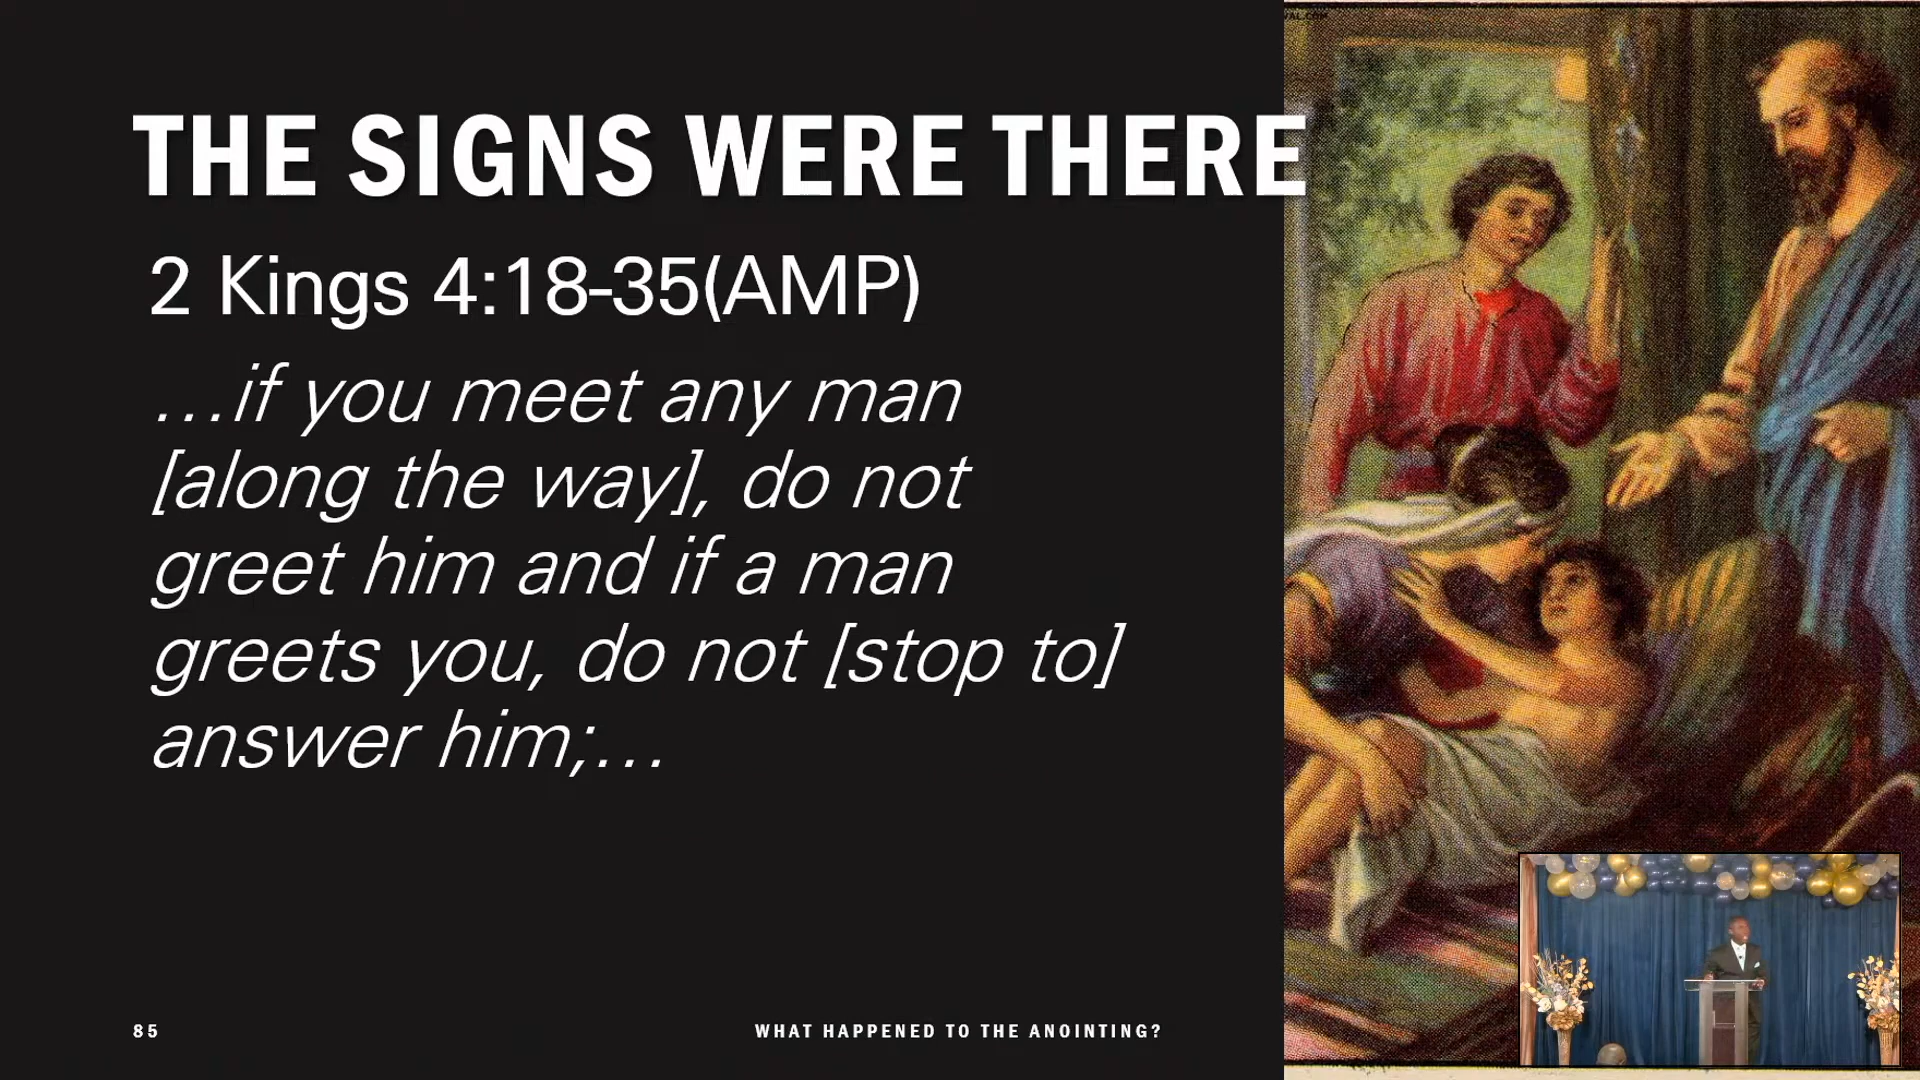 THE SIGNS WERE THERE
2 Kings 4:18-35(AMP)
...if you meet any man
[along the way], do not
greet him and if a man
greets you, do not [stop to]
answer him;...
85
WHAT HAPPENED TO THE ANOINTING?